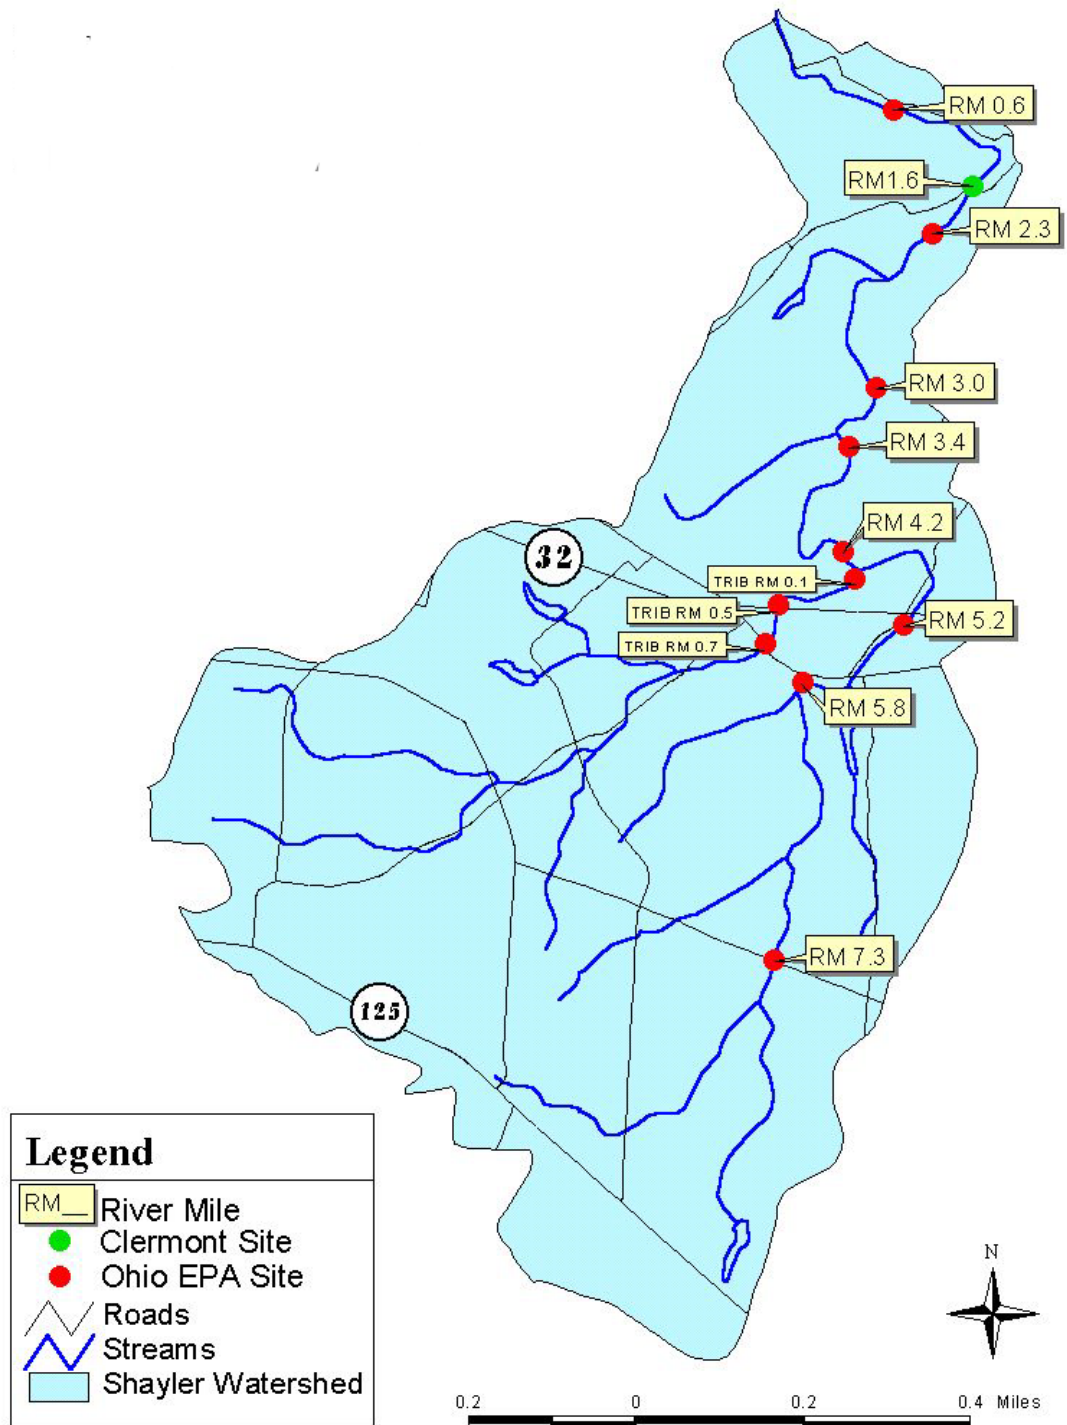 RM 0.6
RM1.6
RM 2.3
RM 3.0
RM 3.4
RM 4.2
32
TRIB RM 0.1
TRIB RM 0.5
RM 5.2
TRIB RM 0.7
RM 5.8
RM 7.3
125
Legend
RM__ River Mile
Clermont Site
Ohio EPA Site
Roads
Streams
Shayler Watershed
N
0.2 0 0.2 0.4 Miles